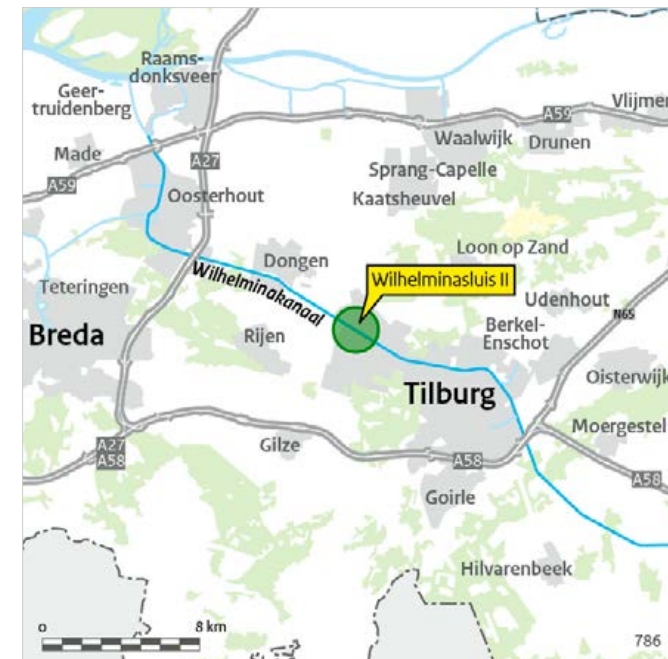 Raams-
donksveer
Geer-
truidenberg
A59
Vlijmen
Waalwijk
Drunen
Made
A27
Sprang-Capelle
A59
Kaatsheuvel
Oosterhout
Loon op Zand
Dongen
Wilhelminakanaal
Wilhelminasluis II
Teteringen
Udenhout
N65
Breda
Rijen
Berkel-
Enschot
Tilburg
Oisterwijk
Moergestel
A27
A58
Gilze
A58
A58
Goirle
Hilvarenbeek
0
8 km
786